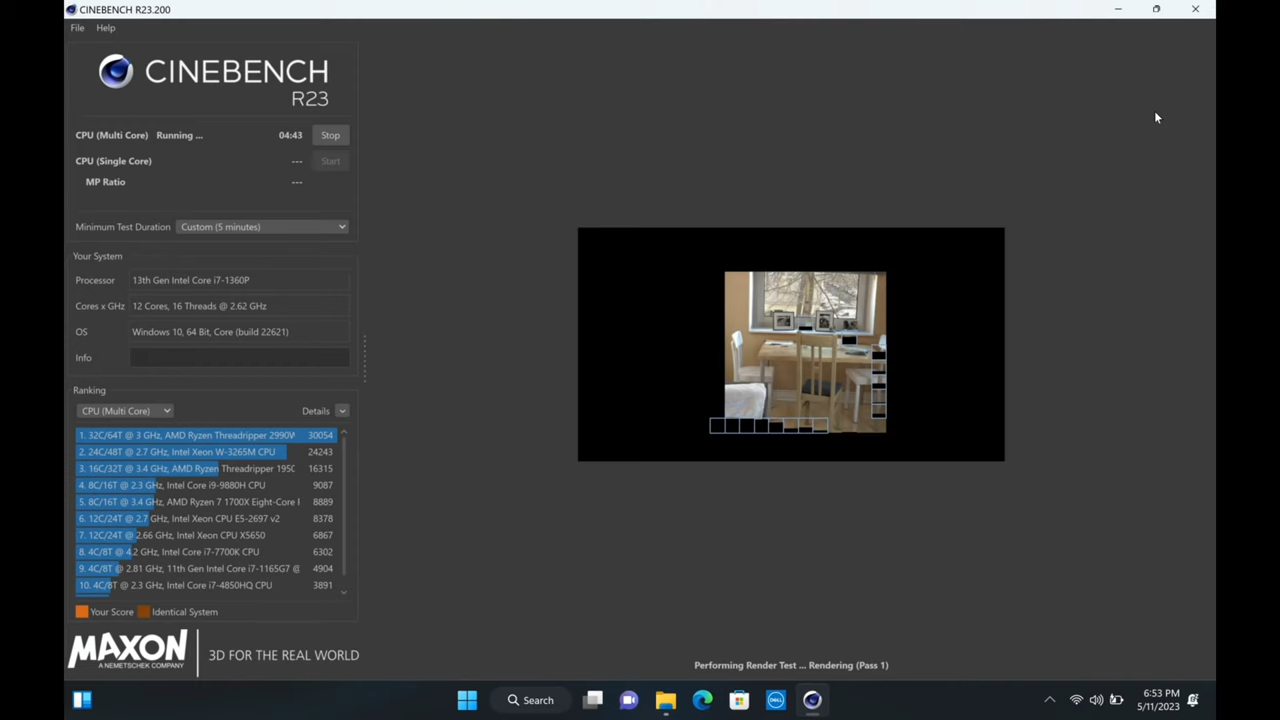 CINEBENCH R23.200
File Help
CINEBENCH
R23
CPU (Multi Core) Running ... 04:43 Stop
CPU (Single Core) --- Start
MP Ratio ---
Minimum Test Duration Custom (5 minutes)
Your System
Processor 13th Gen Intel Core i7-1360P
Cores x GHz 12 Cores, 16 Threads @ 2.62 GHz
OS Windows 10, 64 Bit, Core (build 22621)
Info
Ranking
CPU (Multi Core) Details
1. 32C/64T @ 3 GHz, AMD Ryzen Threadripper 2990W 30054
2. 24C/48T @ 2.7 GHz, Intel Xeon W-3265M CPU 24243
3. 16C/32T @ 3.4 GHz, AMD Ryzen Threadripper 195 16315
4. 8C/16T @ 2.3 GHz, Intel Core i9-9880H CPU 9087
5. 8C/16T @ 3.4 GHz, AMD Ryzen 7 1700X Eight-Core 8889
6. 12C/24T @ 2.7 GHz, Intel Xeon CPU E5-2697 v2 8378
7. 12C/24T @ 2.66 GHz, Intel Xeon CPU X5650 6867
8. 4C/8T @ 4.2 GHz, Intel Core i7-7700K CPU 6302
9. 4C/8T @ 2.81 GHz, 11th Gen Intel Core i7-1165G7 @ 4904
10. 4C/8T @ 2.3 GHz, Intel Core i7-4850HQ CPU 3891
Your Score Identical System
MAXON
A NEMETSCHEK COMPANY
3D FOR THE REAL WORLD
Performing Render Test ... Rendering (Pass 1)
Search
DELL
6:53 PM
5/11/2023